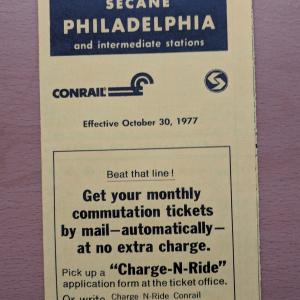 SECANE
PHILADELPHIA
and intermediate stations
CONRAIL
Effective October 30, 1977
Beat that line!
Get your monthly
commutation tickets
by mail—automatically—
at no extra charge.
Pick up a "Charge-N-Ride"
application form at the ticket office.
Or write Charge N-Ride Conrail